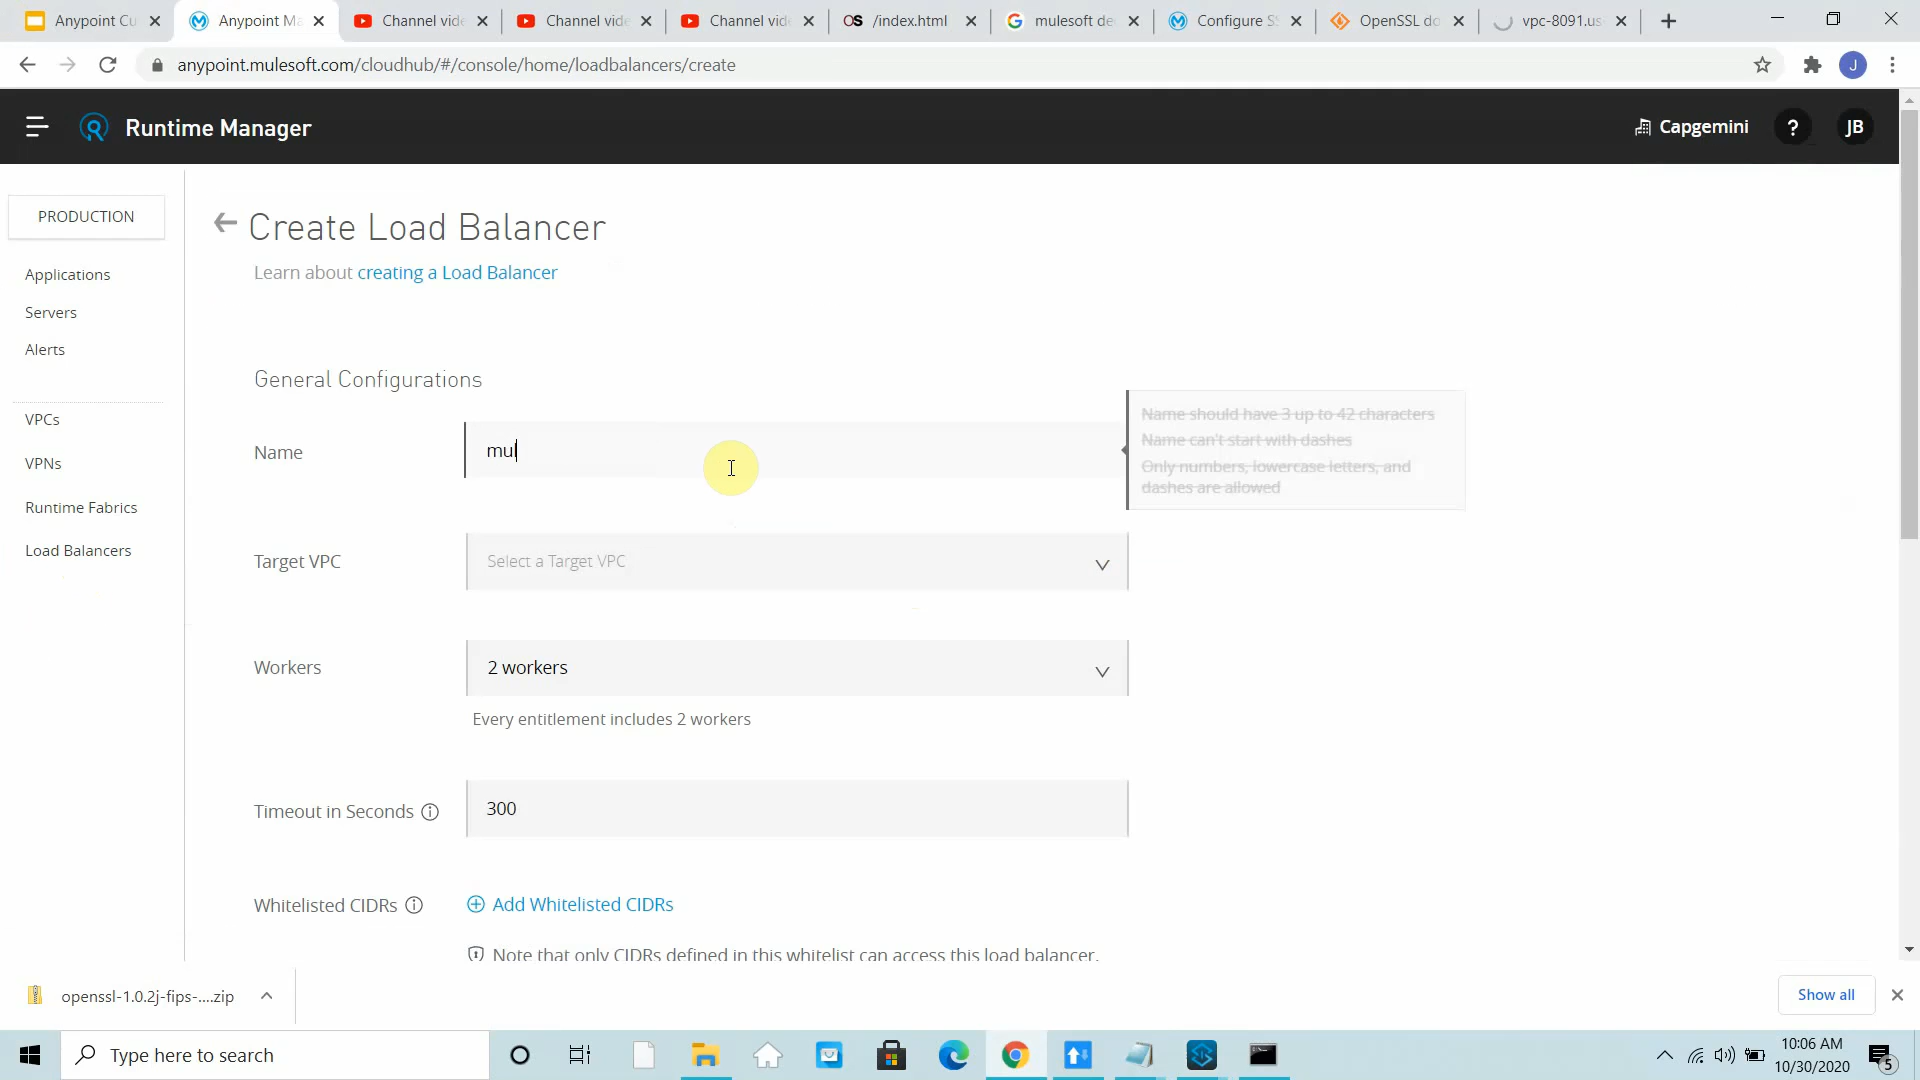 Anypoint Cu
Anypoint Ma
Channel vide
Channel vide
Channel vide
OS /index.html
mulesoft de
Configure SS
OpenSSL do
vpc-8091.us
anypoint.mulesoft.com/cloudhub/#/console/home/loadbalancers/create
J
Runtime Manager
Capgemini
?
JB
PRODUCTION
Applications
Servers
Alerts
VPCs
VPNs
Runtime Fabrics
Load Balancers
Create Load Balancer
Learn about creating a Load Balancer
General Configurations
Name
mul
Name should have 3 up to 42 characters
Name can't start with dashes
Only numbers, lowercase letters, and
dashes are allowed
Target VPC
Select a Target VPC
Workers
2 workers
Every entitlement includes 2 workers
Timeout in Seconds
300
Whitelisted CIDRs
Add Whitelisted CIDRs
Note that only CIDRs defined in this whitelist can access this load balancer.
openssl-1.0.2j-fips-....zip
Show all
Type here to search
10:06 AM
10/30/2020
5